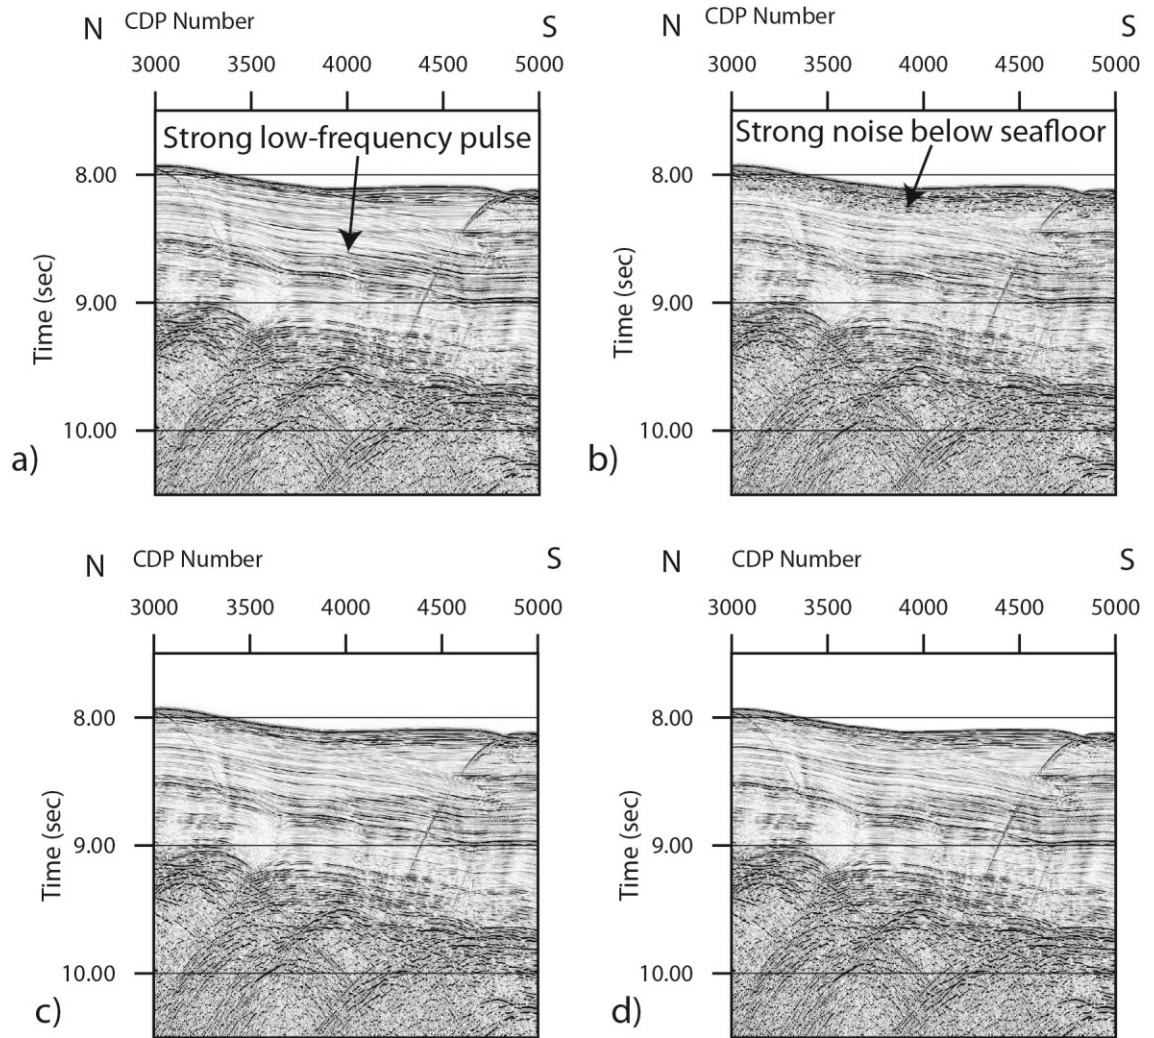 N CDP Number S
3000 3500 4000 4500 5000
Strong low-frequency pulse
8.00
9.00
10.00
Time (sec)
a)
N CDP Number S
3000 3500 4000 4500 5000
Strong noise below seafloor
8.00
9.00
10.00
Time (sec)
b)
N CDP Number S
3000 3500 4000 4500 5000
8.00
9.00
10.00
Time (sec)
c)
N CDP Number S
3000 3500 4000 4500 5000
8.00
9.00
10.00
Time (sec)
d)